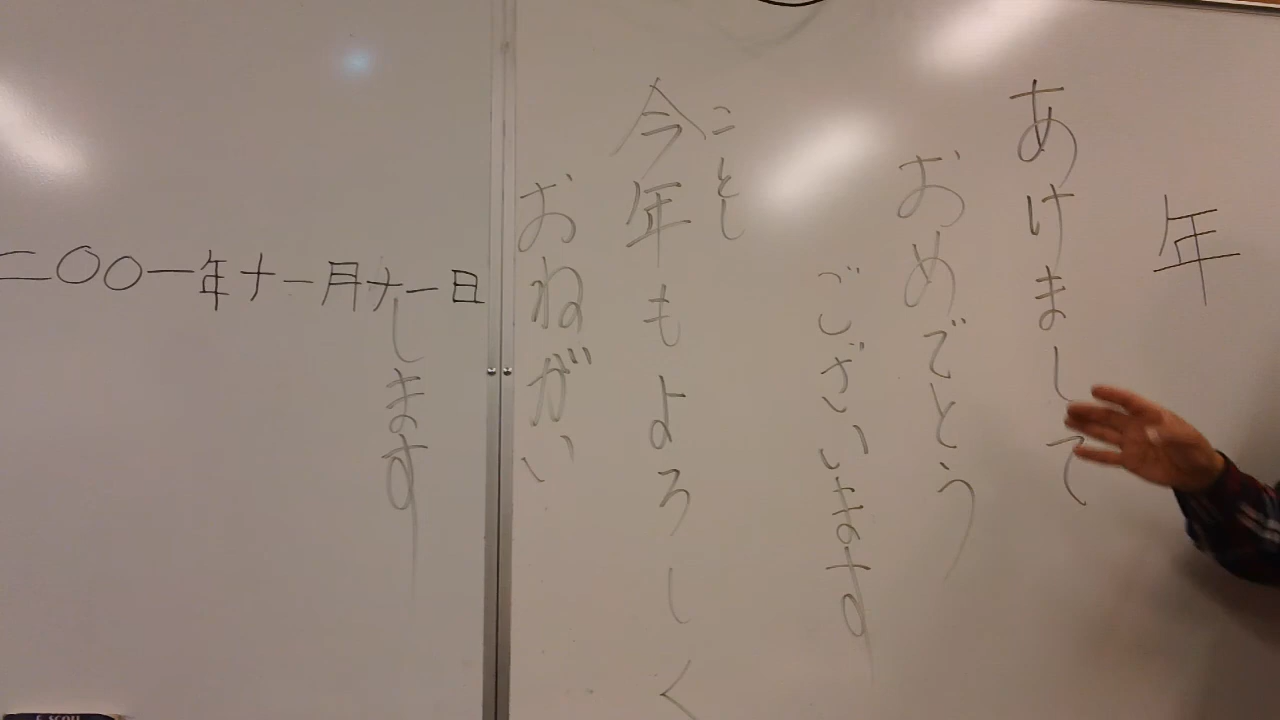 年
あけまして
おめでとう
ございます
ことし
今年もよろしく
おねがい
します
二〇〇一年十一月十一日